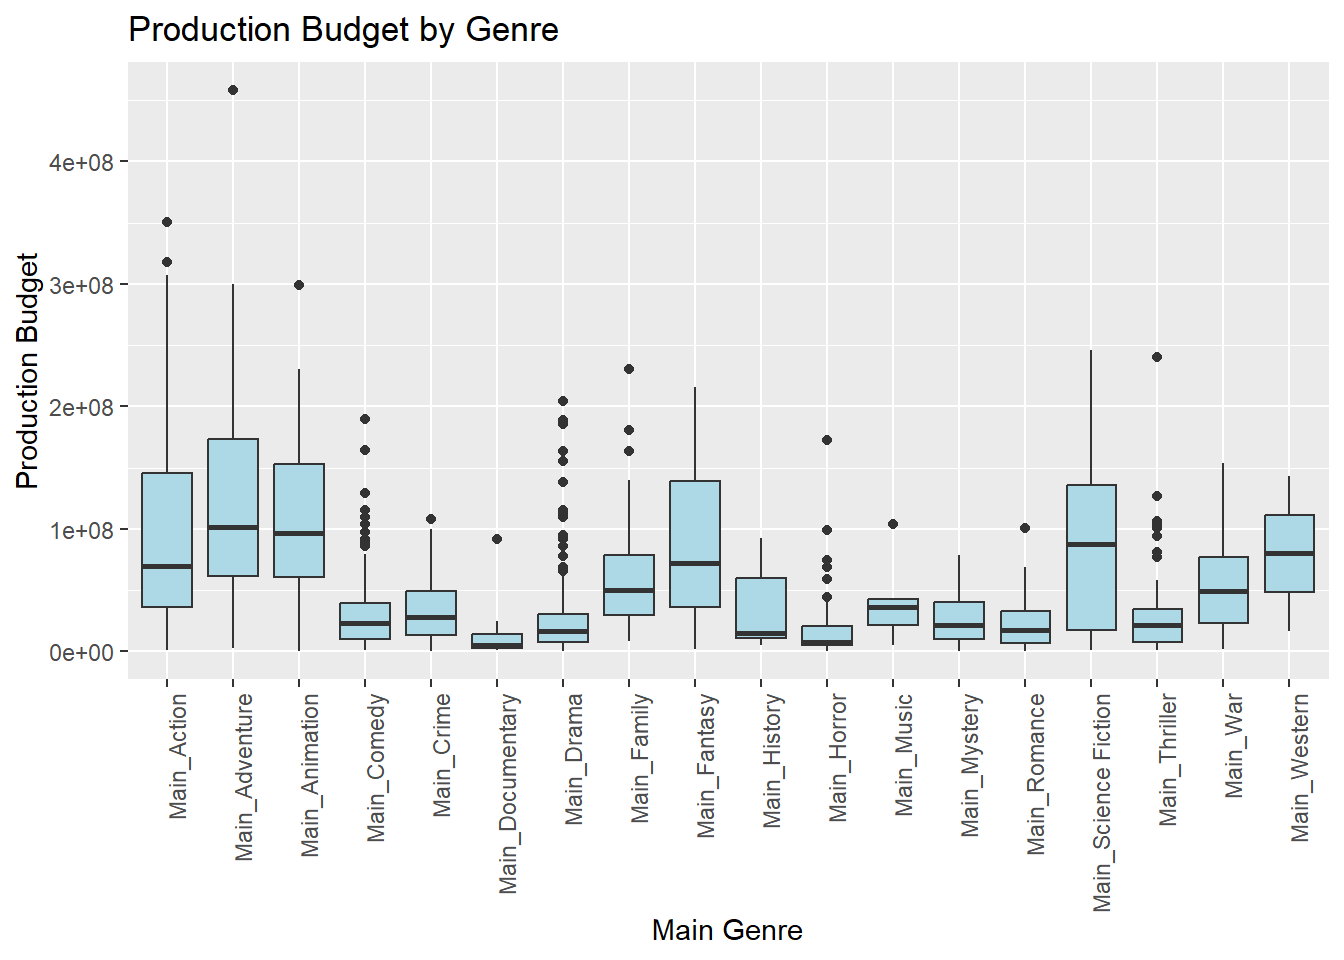 Production Budget by Genre
Production Budget
4e+08
3e+08
2e+08
1e+08
0e+00
Main_Action
Main_Adventure
Main_Animation
Main_Comedy
Main_Crime
Main_Documentary
Main_Drama
Main_Family
Main_Fantasy
Main_History
Main_Horror
Main_Music
Main_Mystery
Main_Romance
Main_Science Fiction
Main_Thriller
Main_War
Main_Western
Main Genre